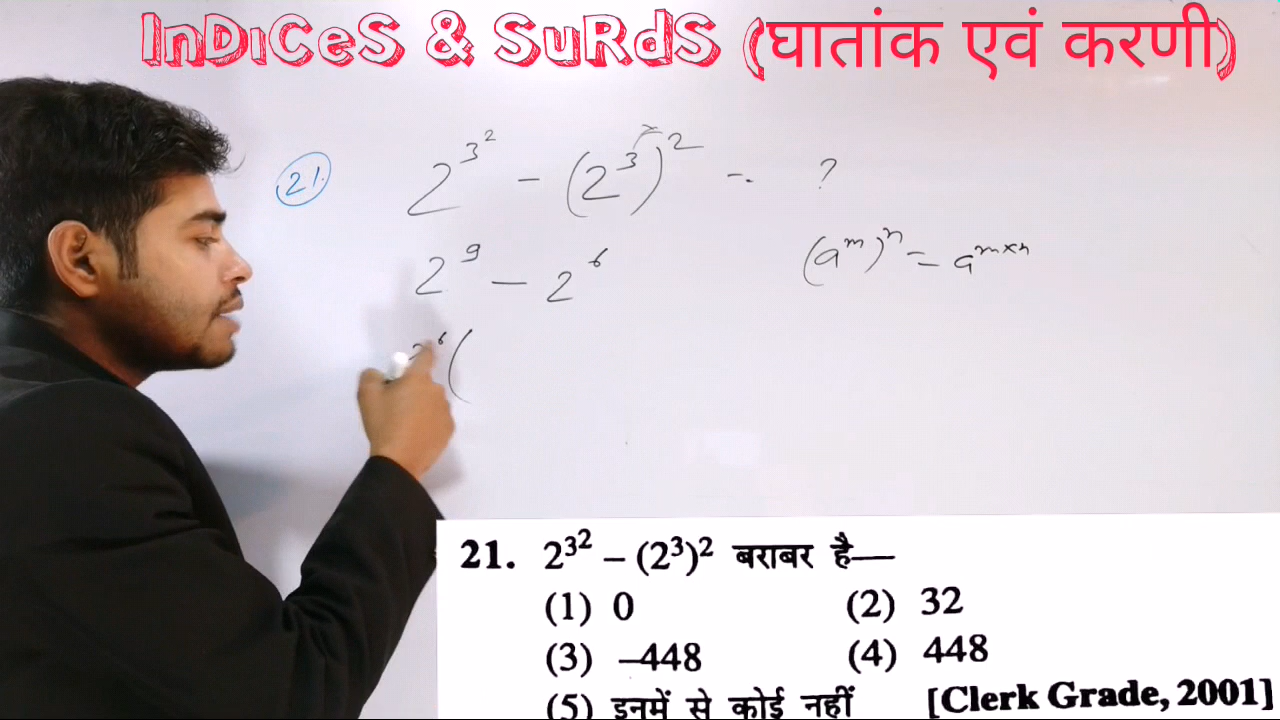 InDiCeS & SuRdS (घातांक एवं करणी)
21. 2^{3^2} - (2^3)^2 = ?
2^9 - 2^6 (a^m)^n = a^{m×n}
2^6 (
21. 2^{3^2} – (2^3)^2 बराबर है—
(1) 0 (2) 32
(3) –448 (4) 448
(5) इनमें से कोई नहीं [Clerk Grade, 2001]